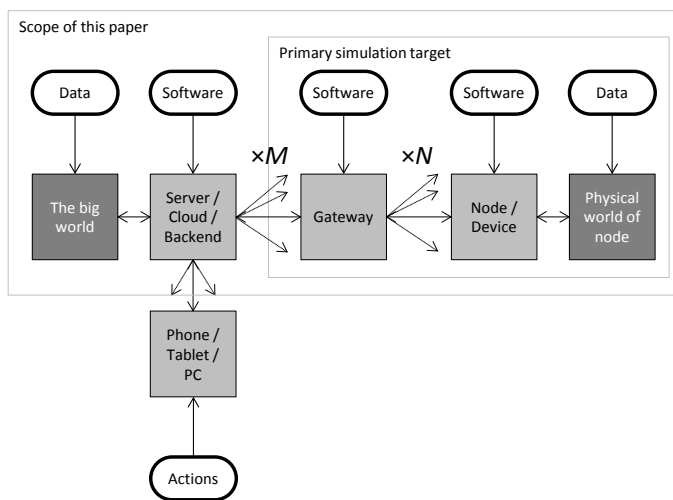 Scope of this paper
Primary simulation target
Data
Software
Software
Software
Data
×M
×N
The big
world
Server /
Cloud /
Backend
Gateway
Node /
Device
Physical
world of
node
Phone /
Tablet /
PC
Actions